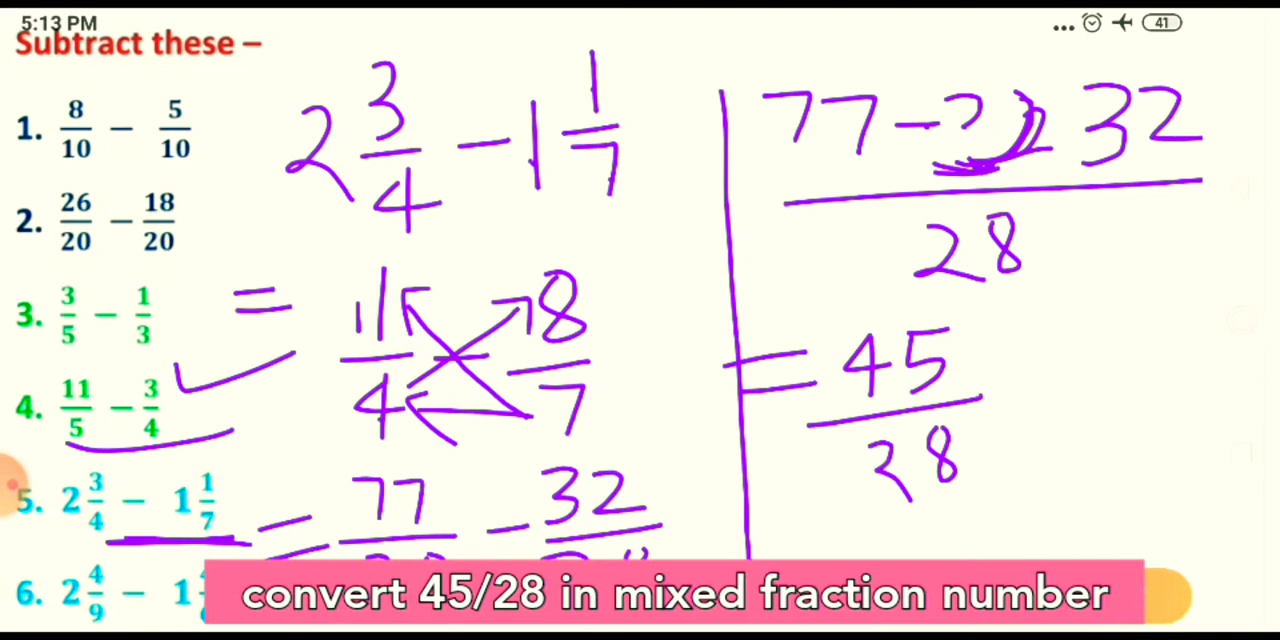 5:13 PM ... 41
Subtract these –
1. 8/10 – 5/10
2. 26/20 – 18/20
3. 3/5 – 1/3
4. 11/5 – 3/4
5. 2 3/4 – 1 1/7
6. 2 4/9 – 1
2 3/4 – 1 1/7
= 11/4 – 8/7
= 77 – 32
=
77 – 32
28
= 45/28
convert 45/28 in mixed fraction number